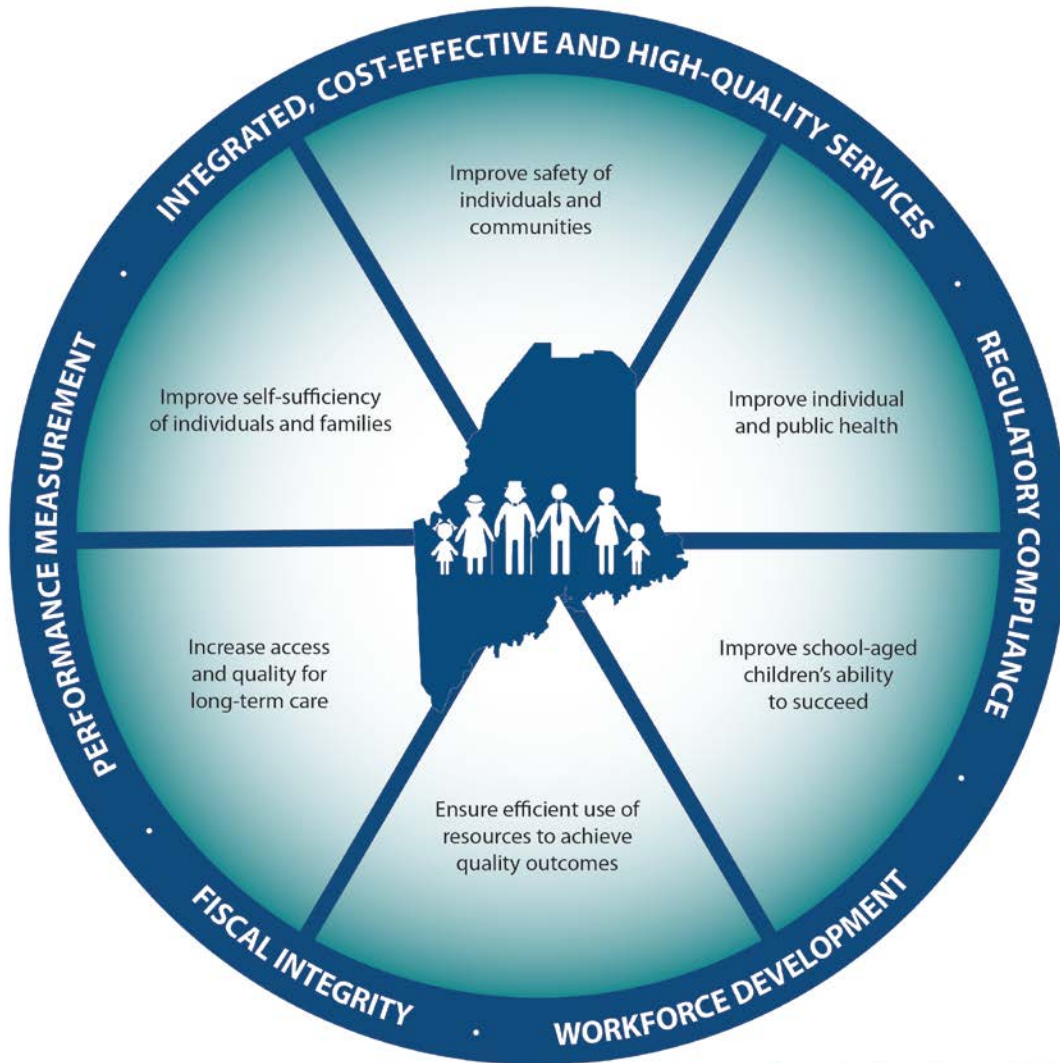 INTEGRATED, COST-EFFECTIVE AND HIGH-QUALITY SERVICES
REGULATORY COMPLIANCE
WORKFORCE DEVELOPMENT
FISCAL INTEGRITY
PERFORMANCE MEASUREMENT
Improve safety of
individuals and
communities
Improve individual
and public health
Improve school-aged
children's ability
to succeed
Ensure efficient use of
resources to achieve
quality outcomes
Increase access
and quality for
long-term care
Improve self-sufficiency
of individuals and families